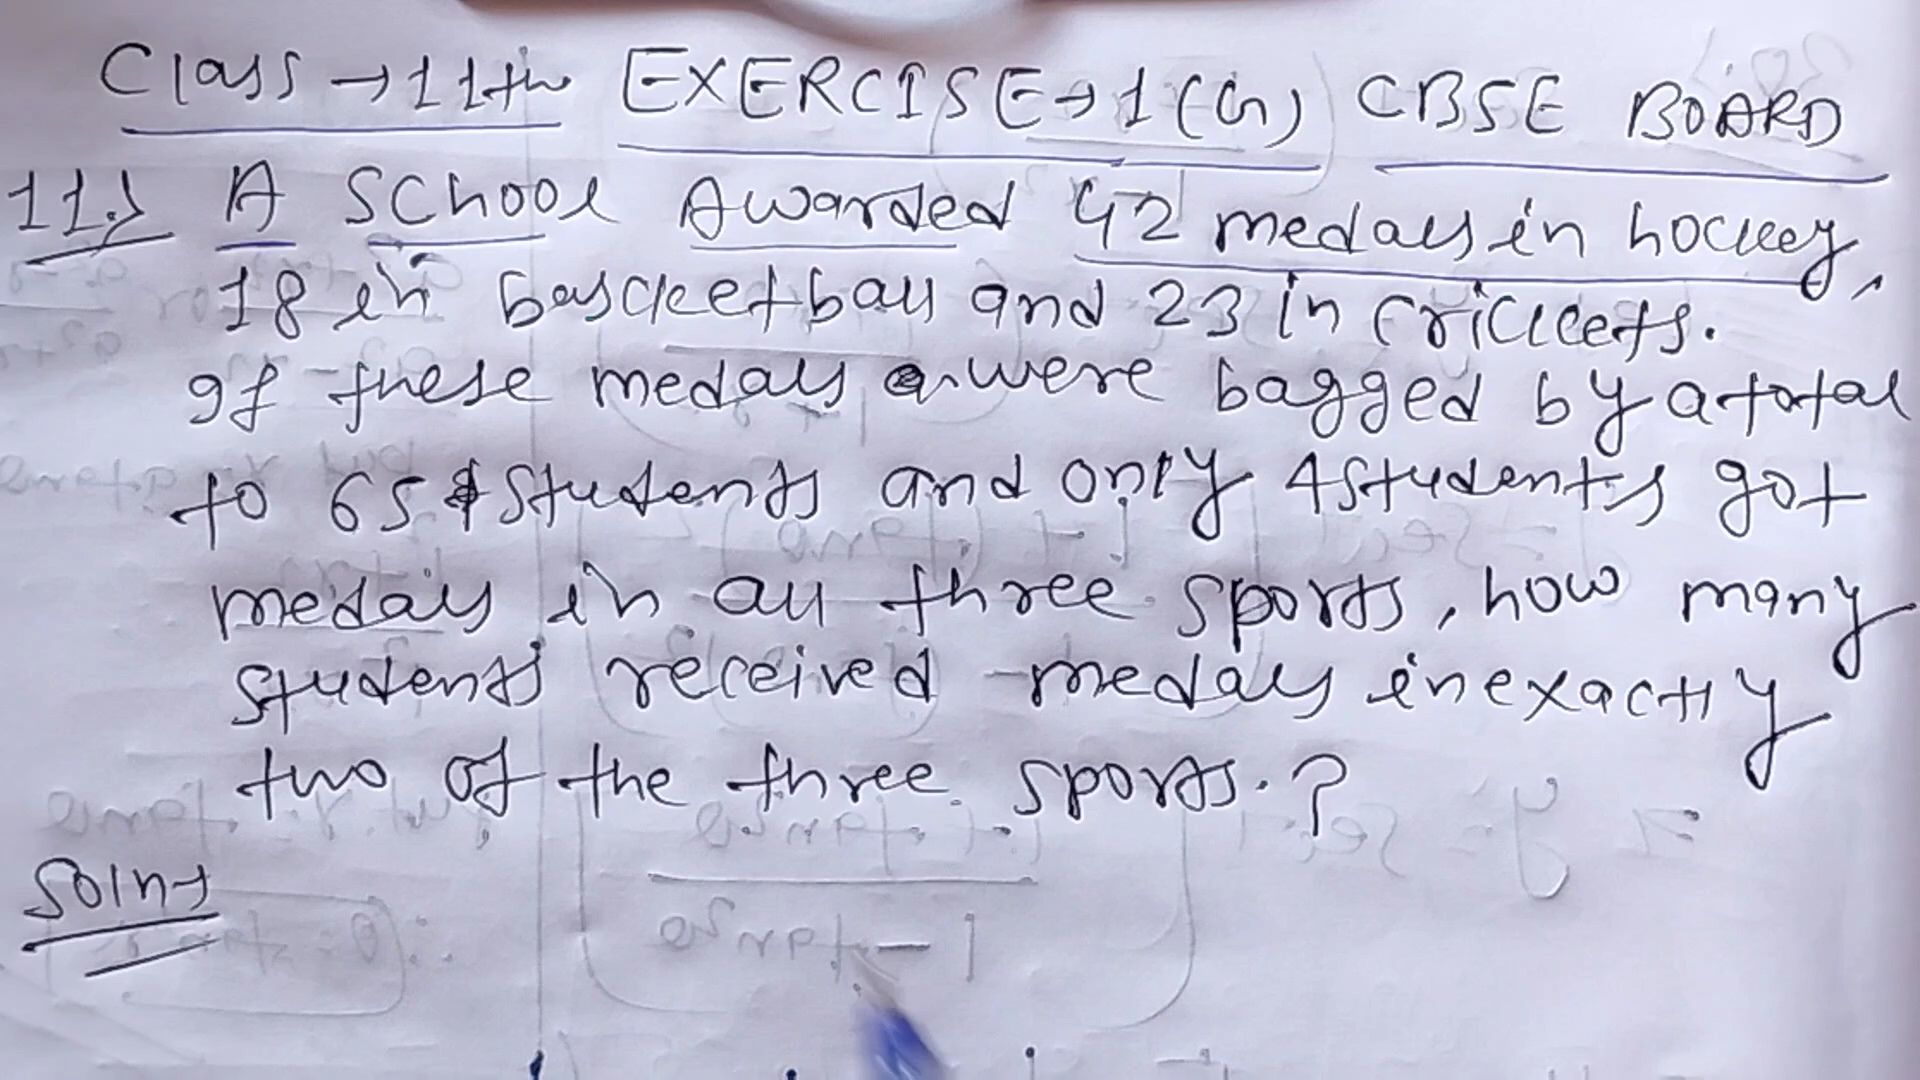 Class → 11th EXERCISE → 1(G) CBSE BOARD
11.} A School Awarded 42 medals in hockey,
18 in bascketball and 23 in crickets.
If these medals were bagged by a total
to 65 students and only 4 students got
medals in all three sports, how many
students received medals in exactly
two of the three sports.?
Soln→